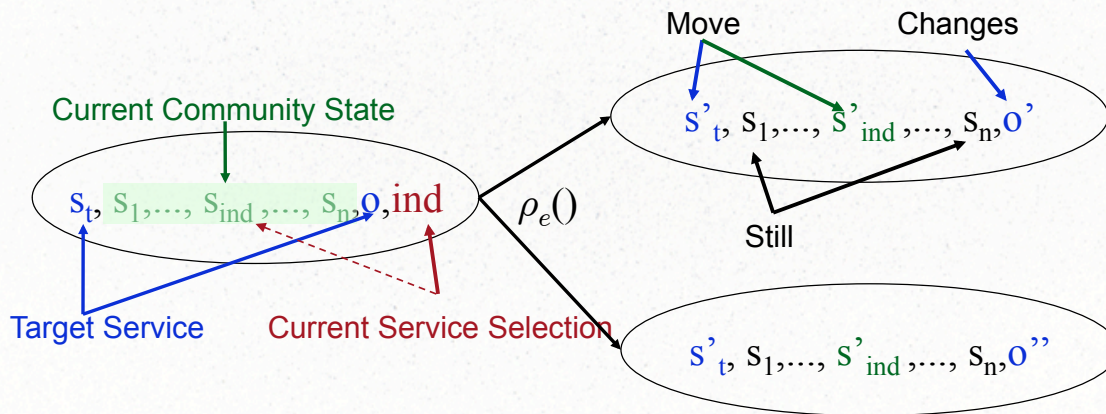 Move
Changes
Current Community State
s’t, s1,..., s’ind ,..., sn,o’
st, s1,..., sind ,..., sn,o,ind
ρe()
Still
Target Service
Current Service Selection
s’t, s1,..., s’ind ,..., sn,o’’